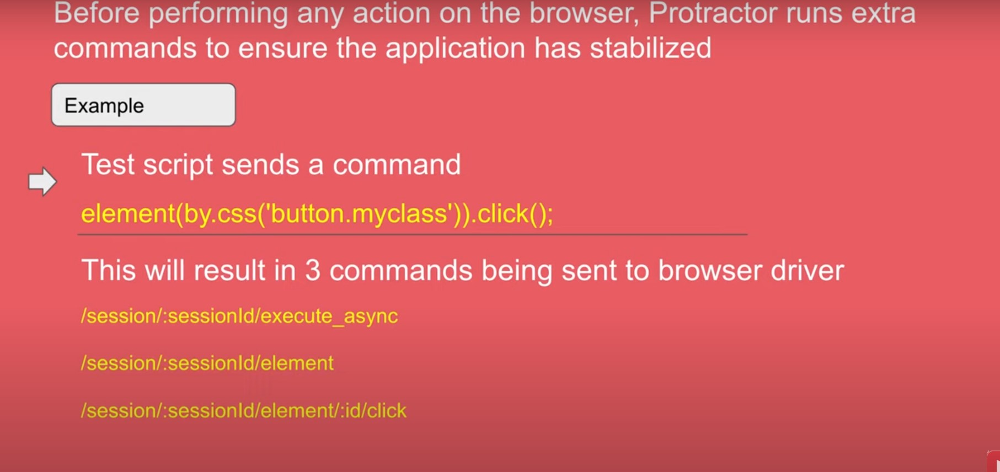 Before performing any action on the browser, Protractor runs extra
commands to ensure the application has stabilized
Example
Test script sends a command
element(by.css('button.myclass')).click();
This will result in 3 commands being sent to browser driver
/session/:sessionId/execute_async
/session/:sessionId/element
/session/:sessionId/element/:id/click